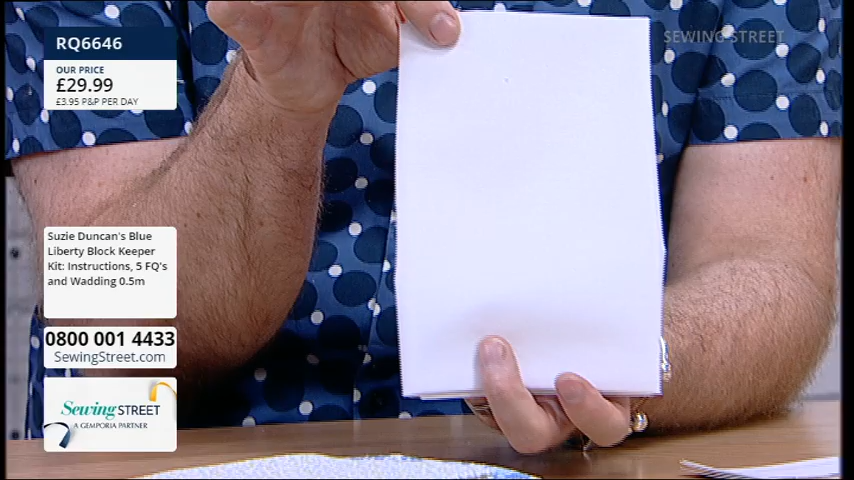 RQ6646
OUR PRICE
£29.99
£3.95 P&P PER DAY
SEWING STREET
Suzie Duncan's Blue
Liberty Block Keeper
Kit: Instructions, 5 FQ's
and Wadding 0.5m
0800 001 4433
SewingStreet.com
Sewing STREET
A GEMPORIA PARTNER